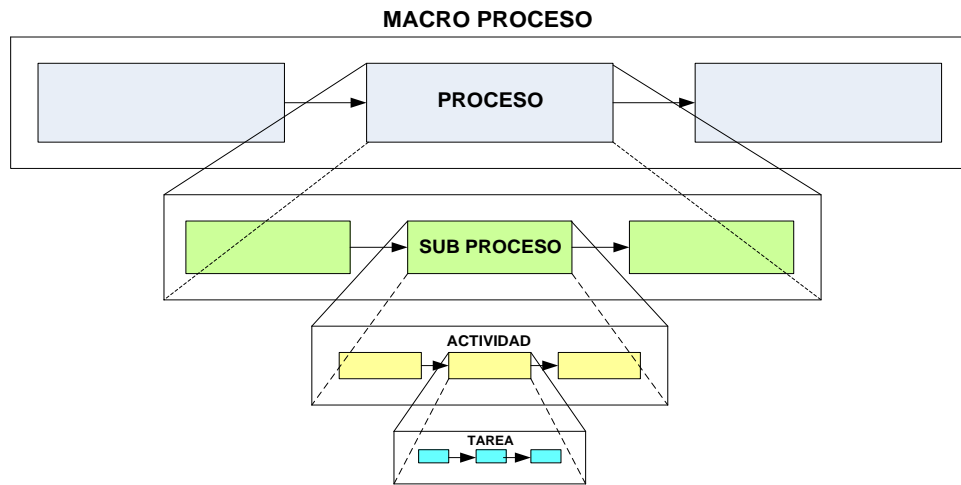 MACRO PROCESO
PROCESO
SUB PROCESO
ACTIVIDAD
TAREA